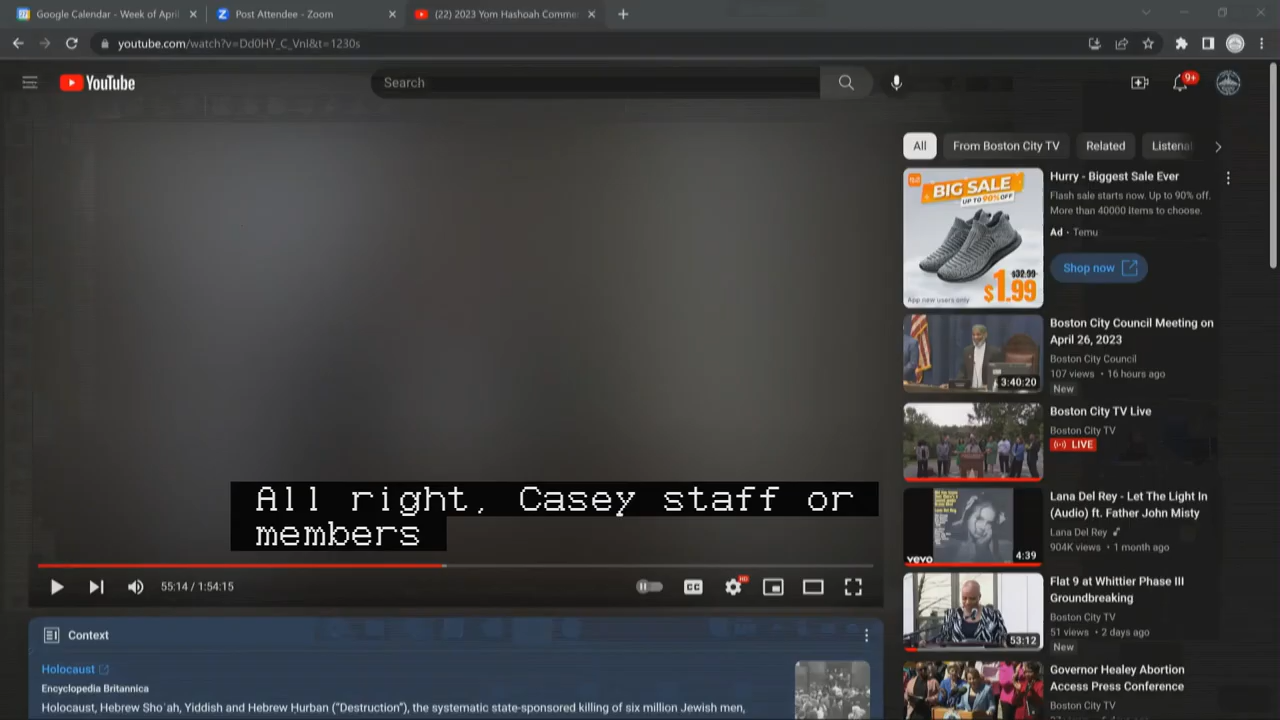 Google Calendar - Week of April
Post Attendee - Zoom
(22) 2023 Yom Hashoah Comme
youtube.com/watch?v=Dd0HY_C_VnI&t=1230s
YouTube
Search
9+
All
From Boston City TV
Related
Listena
BIG SALE
UP TO 90% OFF
$32.99
$1.99
App new users only
Hurry - Biggest Sale Ever
Flash sale starts now. Up to 90% off.
More than 40000 items to choose.
Ad · Temu
Shop now
3:40:20
Boston City Council Meeting on
April 26, 2023
Boston City Council
107 views • 16 hours ago
New
Boston City TV Live
Boston City TV
LIVE
vevo
4:39
Lana Del Rey - Let The Light In
(Audio) ft. Father John Misty
Lana Del Rey
904K views • 1 month ago
53:12
Flat 9 at Whittier Phase III
Groundbreaking
Boston City TV
51 views • 2 days ago
New
Governor Healey Abortion
Access Press Conference
Boston City TV
All right, Casey staff or
members
55:14 / 1:54:15
CC
HD
Context
Holocaust
Encyclopedia Britannica
Holocaust, Hebrew Shoʾah, Yiddish and Hebrew Ḥurban (“Destruction”), the systematic state-sponsored killing of six million Jewish men,